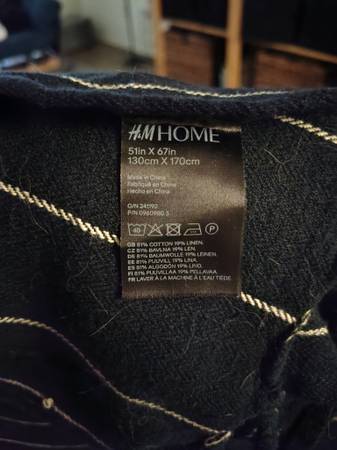 H&M HOME
51in X 67in
130cm X 170cm
Made in China
Fabriqué en China
Hecho en China
O/N 341192
P/N 0960980 3
40
GB 81% COTTON 19% LINEN.
CZ 81% BAVLNA 19% LEN.
DE 81% BAUMWOLLE 19% LEINEN.
EE 81% PUUVILL 19% LINA.
ES 81% ALGODÓN 19% LINO.
FI 81% PUUVILLAA 19% PELLAVAA.
FR LAVER À LA MACHINE À L'EAU TIÈDE.